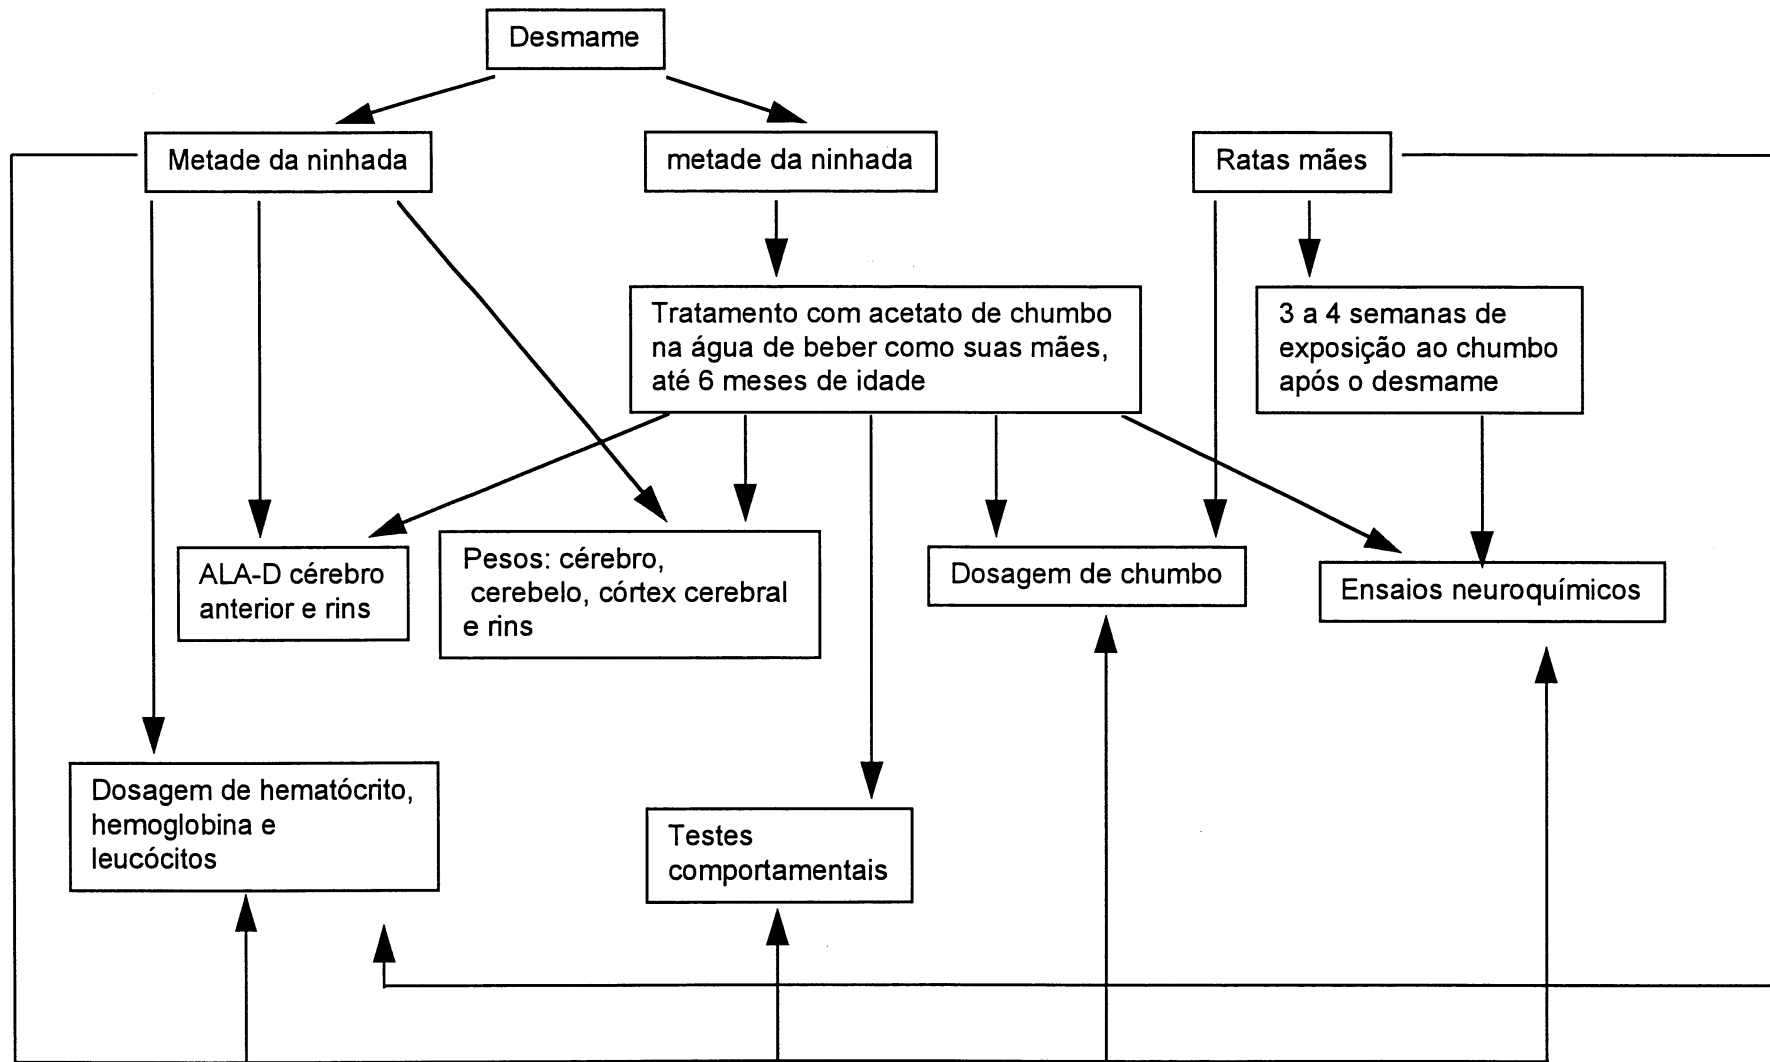 Desmame
Metade da ninhada
metade da ninhada
Ratas mães
Tratamento com acetato de chumbo
na água de beber como suas mães,
até 6 meses de idade
3 a 4 semanas de
exposição ao chumbo
após o desmame
ALA-D cérebro
anterior e rins
Pesos: cérebro,
cerebelo, córtex cerebral
e rins
Dosagem de chumbo
Ensaios neuroquímicos
Dosagem de hematócrito,
hemoglobina e
leucócitos
Testes
comportamentais